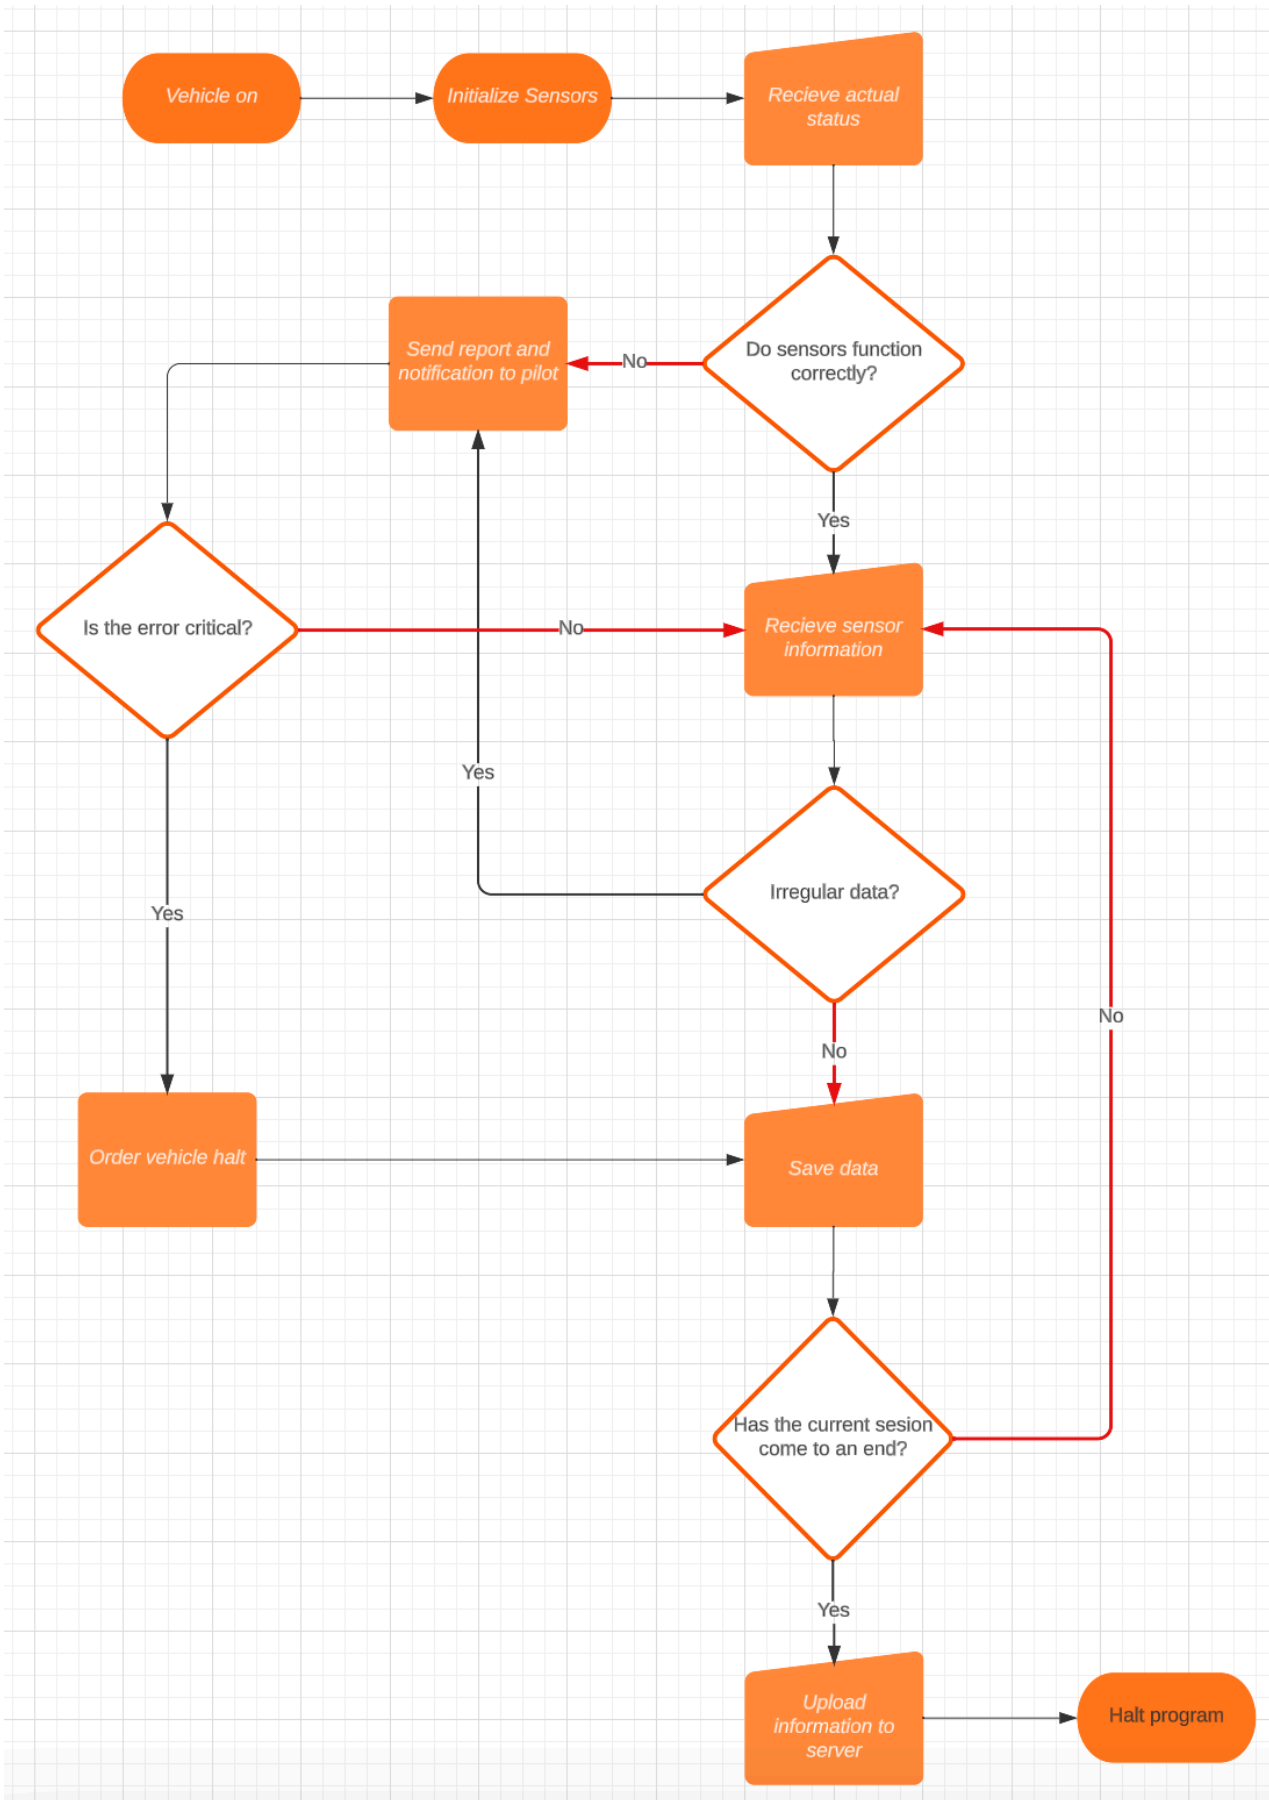 Vehicle on
Initialize Sensors
Recieve actual
status
Do sensors function
correctly?
No
Send report and
notification to pilot
Yes
Is the error critical?
No
Recieve sensor
information
Yes
Irregular data?
Yes
No
No
Order vehicle halt
Save data
Has the current sesion
come to an end?
Yes
Upload
information to
server
Halt program